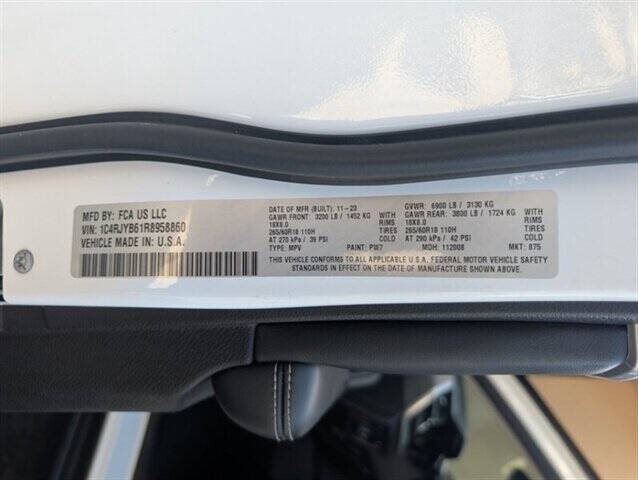 MFD BY: FCA US LLC
VIN: 1C4RJYB61R8958860
VEHICLE MADE IN U.S.A.
DATE OF MFR (BUILT): 11-23 GVWR: 6900 LB / 3130 KG
GAWR FRONT: 3200 LB / 1452 KG WITH GAWR REAR: 3800 LB / 1724 KG WITH
18X8.0 RIMS 18X8.0 RIMS
265/60R18 110H TIRES 265/60R18 110H TIRES
AT 270 kPa / 39 PSI COLD AT 290 kPa / 42 PSI COLD
TYPE: MPV PAINT: PW7 MDH: 112008 MKT: 875
THIS VEHICLE CONFORMS TO ALL APPLICABLE U.S.A. FEDERAL MOTOR VEHICLE SAFETY
STANDARDS IN EFFECT ON THE DATE OF MANUFACTURE SHOWN ABOVE.